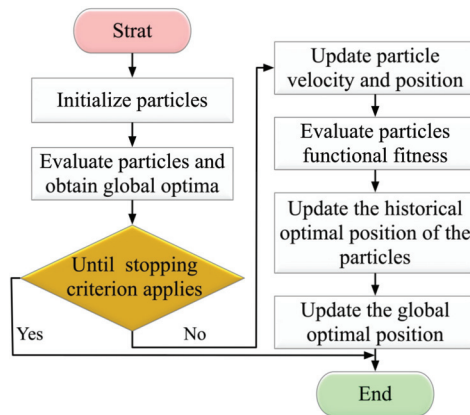 Strat
Initialize particles
Evaluate particles and
obtain global optima
Until stopping
criterion applies
Yes
No
Update particle
velocity and position
Evaluate particles
functional fitness
Update the historical
optimal position of the
particles
Update the global
optimal position
End